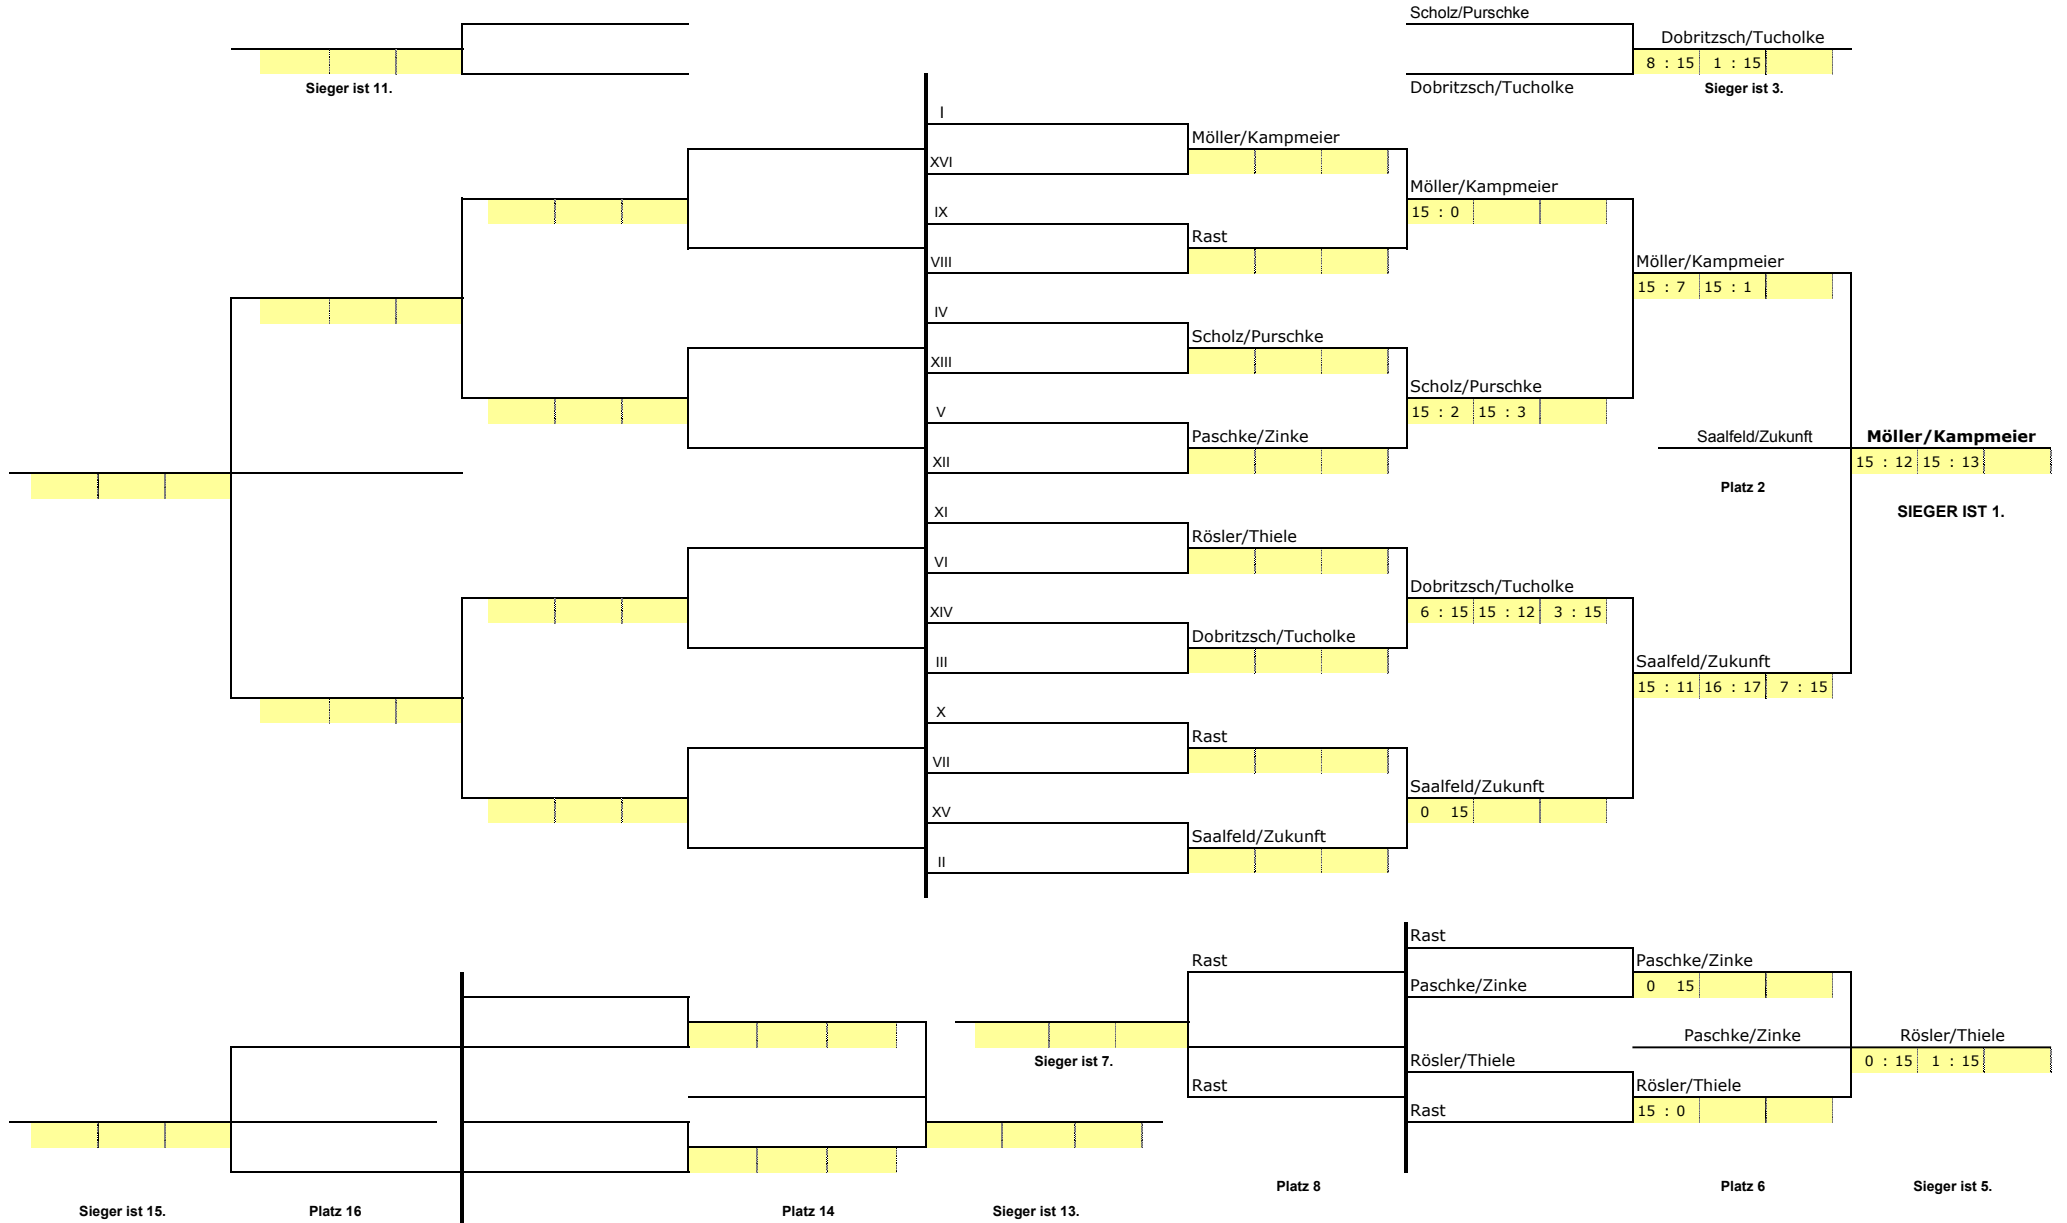 Scholz/Purschke
Dobritzsch/Tucholke
8 : 15 1 : 15
Sieger ist 11.
Dobritzsch/Tucholke
Sieger ist 3.
I
Möller/Kampmeier
XVI
Möller/Kampmeier
IX
15 : 0
Rast
VIII
Möller/Kampmeier
15 : 7 15 : 1
IV
Scholz/Purschke
XIII
Scholz/Purschke
V
15 : 2 15 : 3
Paschke/Zinke
Saalfeld/Zukunft
Möller/Kampmeier
XII
15 : 12 15 : 13
Platz 2
XI
SIEGER IST 1.
Rösler/Thiele
VI
Dobritzsch/Tucholke
XIV
6 : 15 15 : 12 3 : 15
Dobritzsch/Tucholke
III
Saalfeld/Zukunft
15 : 11 16 : 17 7 : 15
X
Rast
VII
Saalfeld/Zukunft
XV
0 15
Saalfeld/Zukunft
II
Rast
Rast
Paschke/Zinke
Paschke/Zinke
0 15
Paschke/Zinke
Rösler/Thiele
Sieger ist 7.
Rösler/Thiele
0 : 15 1 : 15
Rast
Rösler/Thiele
Rast
15 : 0
Platz 8
Platz 6
Sieger ist 5.
Sieger ist 15.
Platz 16
Platz 14
Sieger ist 13.